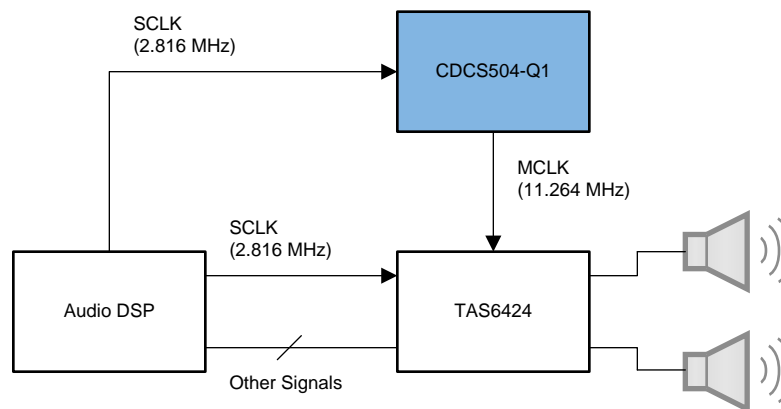 SCLK
(2.816 MHz)
CDCS504-Q1
MCLK
(11.264 MHz)
SCLK
(2.816 MHz)
Audio DSP
TAS6424
Other Signals